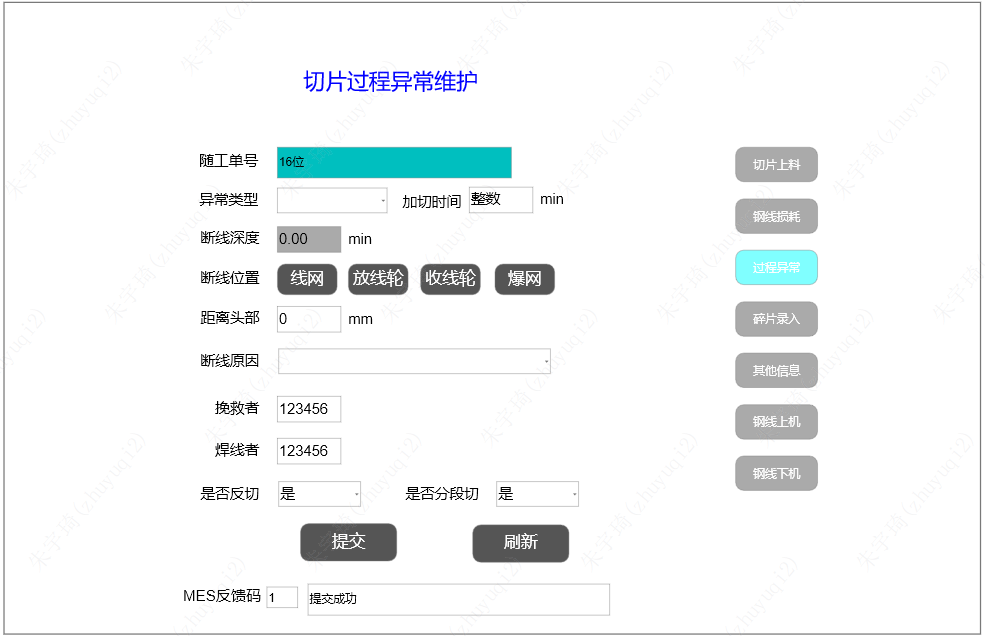 切片过程异常维护
随工单号 16位
异常类型 加切时间 整数 min
断线深度 0.00 min
断线位置 线网 放线轮 收线轮 爆网
距离头部 0 mm
断线原因
挽救者 123456
焊线者 123456
是否反切 是 是否分段切 是
提交 刷新
MES反馈码 1 提交成功
切片上料
钢线损耗
过程异常
碎片录入
其他信息
钢线上机
钢线下机
朱宇琦(zhuyuqi2)